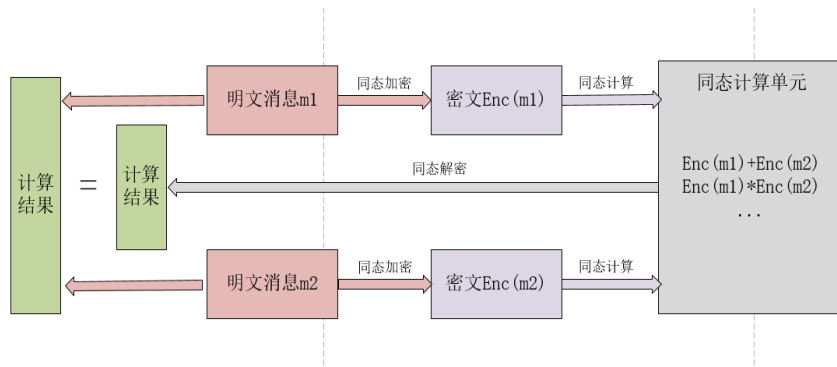 明文消息m1
同态加密
密文Enc(m1)
同态计算
同态计算单元
计算
结果
=
计算
结果
同态解密
Enc(m1)+Enc(m2)
Enc(m1)*Enc(m2)
...
明文消息m2
同态加密
密文Enc(m2)
同态计算